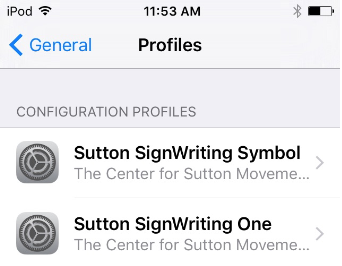 iPod 11:53 AM
General Profiles
CONFIGURATION PROFILES
Sutton SignWriting Symbol
The Center for Sutton Moveme...
Sutton SignWriting One
The Center for Sutton Moveme...